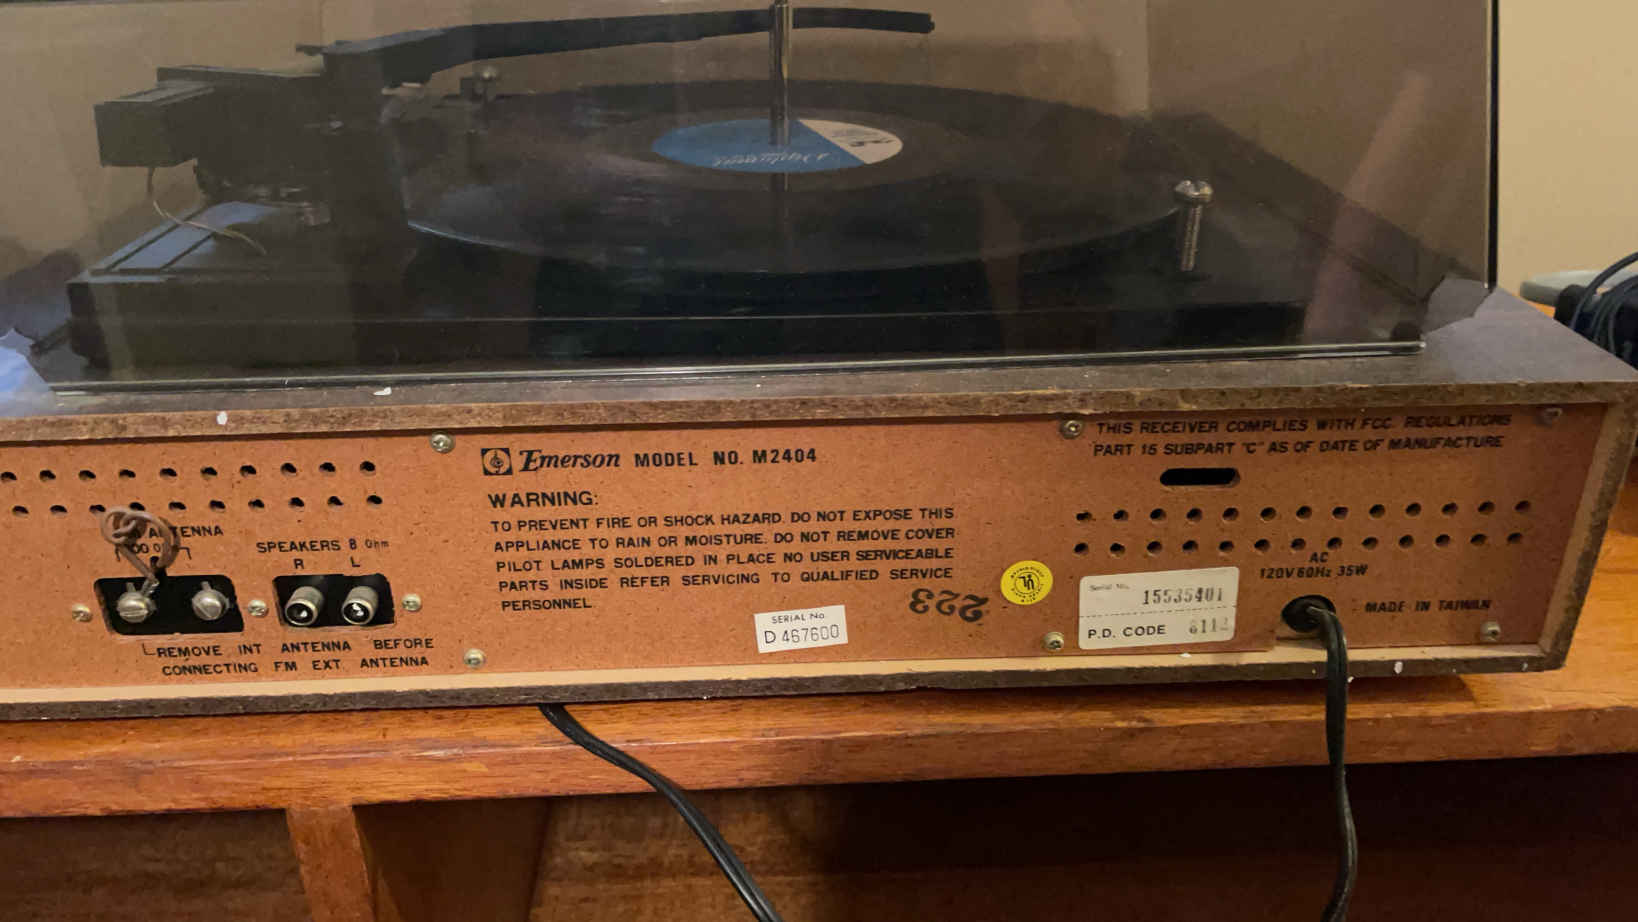 Emerson MODEL NO. M2404
WARNING:
TO PREVENT FIRE OR SHOCK HAZARD. DO NOT EXPOSE THIS
APPLIANCE TO RAIN OR MOISTURE. DO NOT REMOVE COVER
PILOT LAMPS SOLDERED IN PLACE NO USER SERVICEABLE
PARTS INSIDE REFER SERVICING TO QUALIFIED SERVICE
PERSONNEL
THIS RECEIVER COMPLIES WITH FCC. REGULATIONS
PART 15 SUBPART "C" AS OF DATE OF MANUFACTURE
SPEAKERS 8 Ohm
R L
REMOVE INT ANTENNA BEFORE
CONNECTING FM EXT. ANTENNA
SERIAL No.
D 467600
223
Serial No.
15535401
P.D. CODE
AC
120V 60Hz 35W
MADE IN TAIWAN